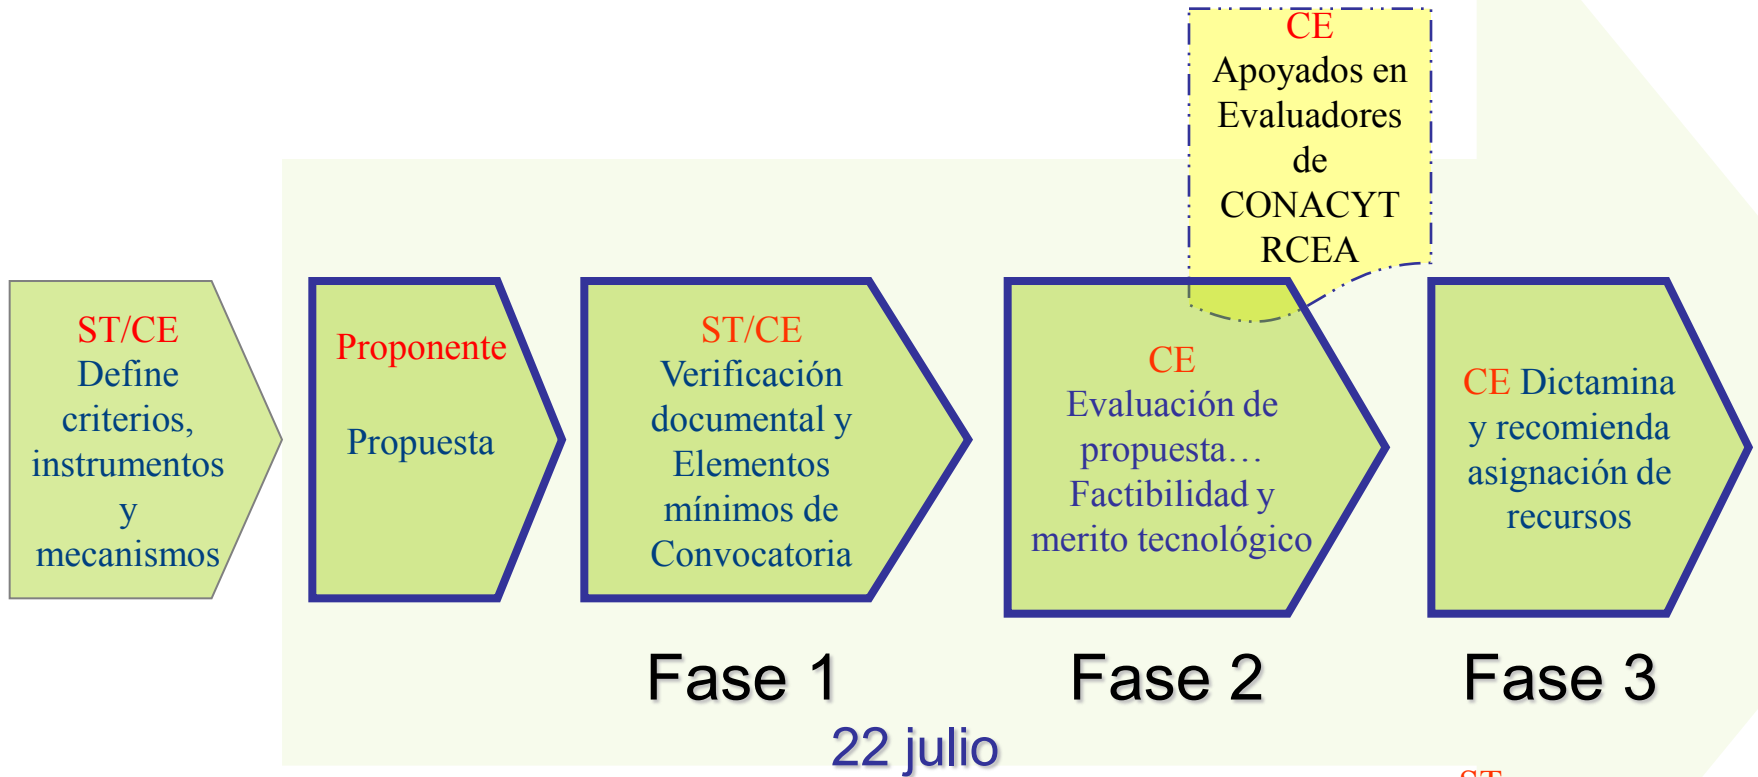 CE
Apoyados en
Evaluadores
de
CONACYT
RCEA
ST/CE
Define
criterios,
instrumentos
y
mecanismos
Proponente
Propuesta
ST/CE
Verificación
documental y
Elementos
mínimos de
Convocatoria
CE
Evaluación de
propuesta…
Factibilidad y
merito tecnológico
CE Dictamina
y recomienda
asignación de
recursos
Fase 1
Fase 2
Fase 3
22 julio
ST